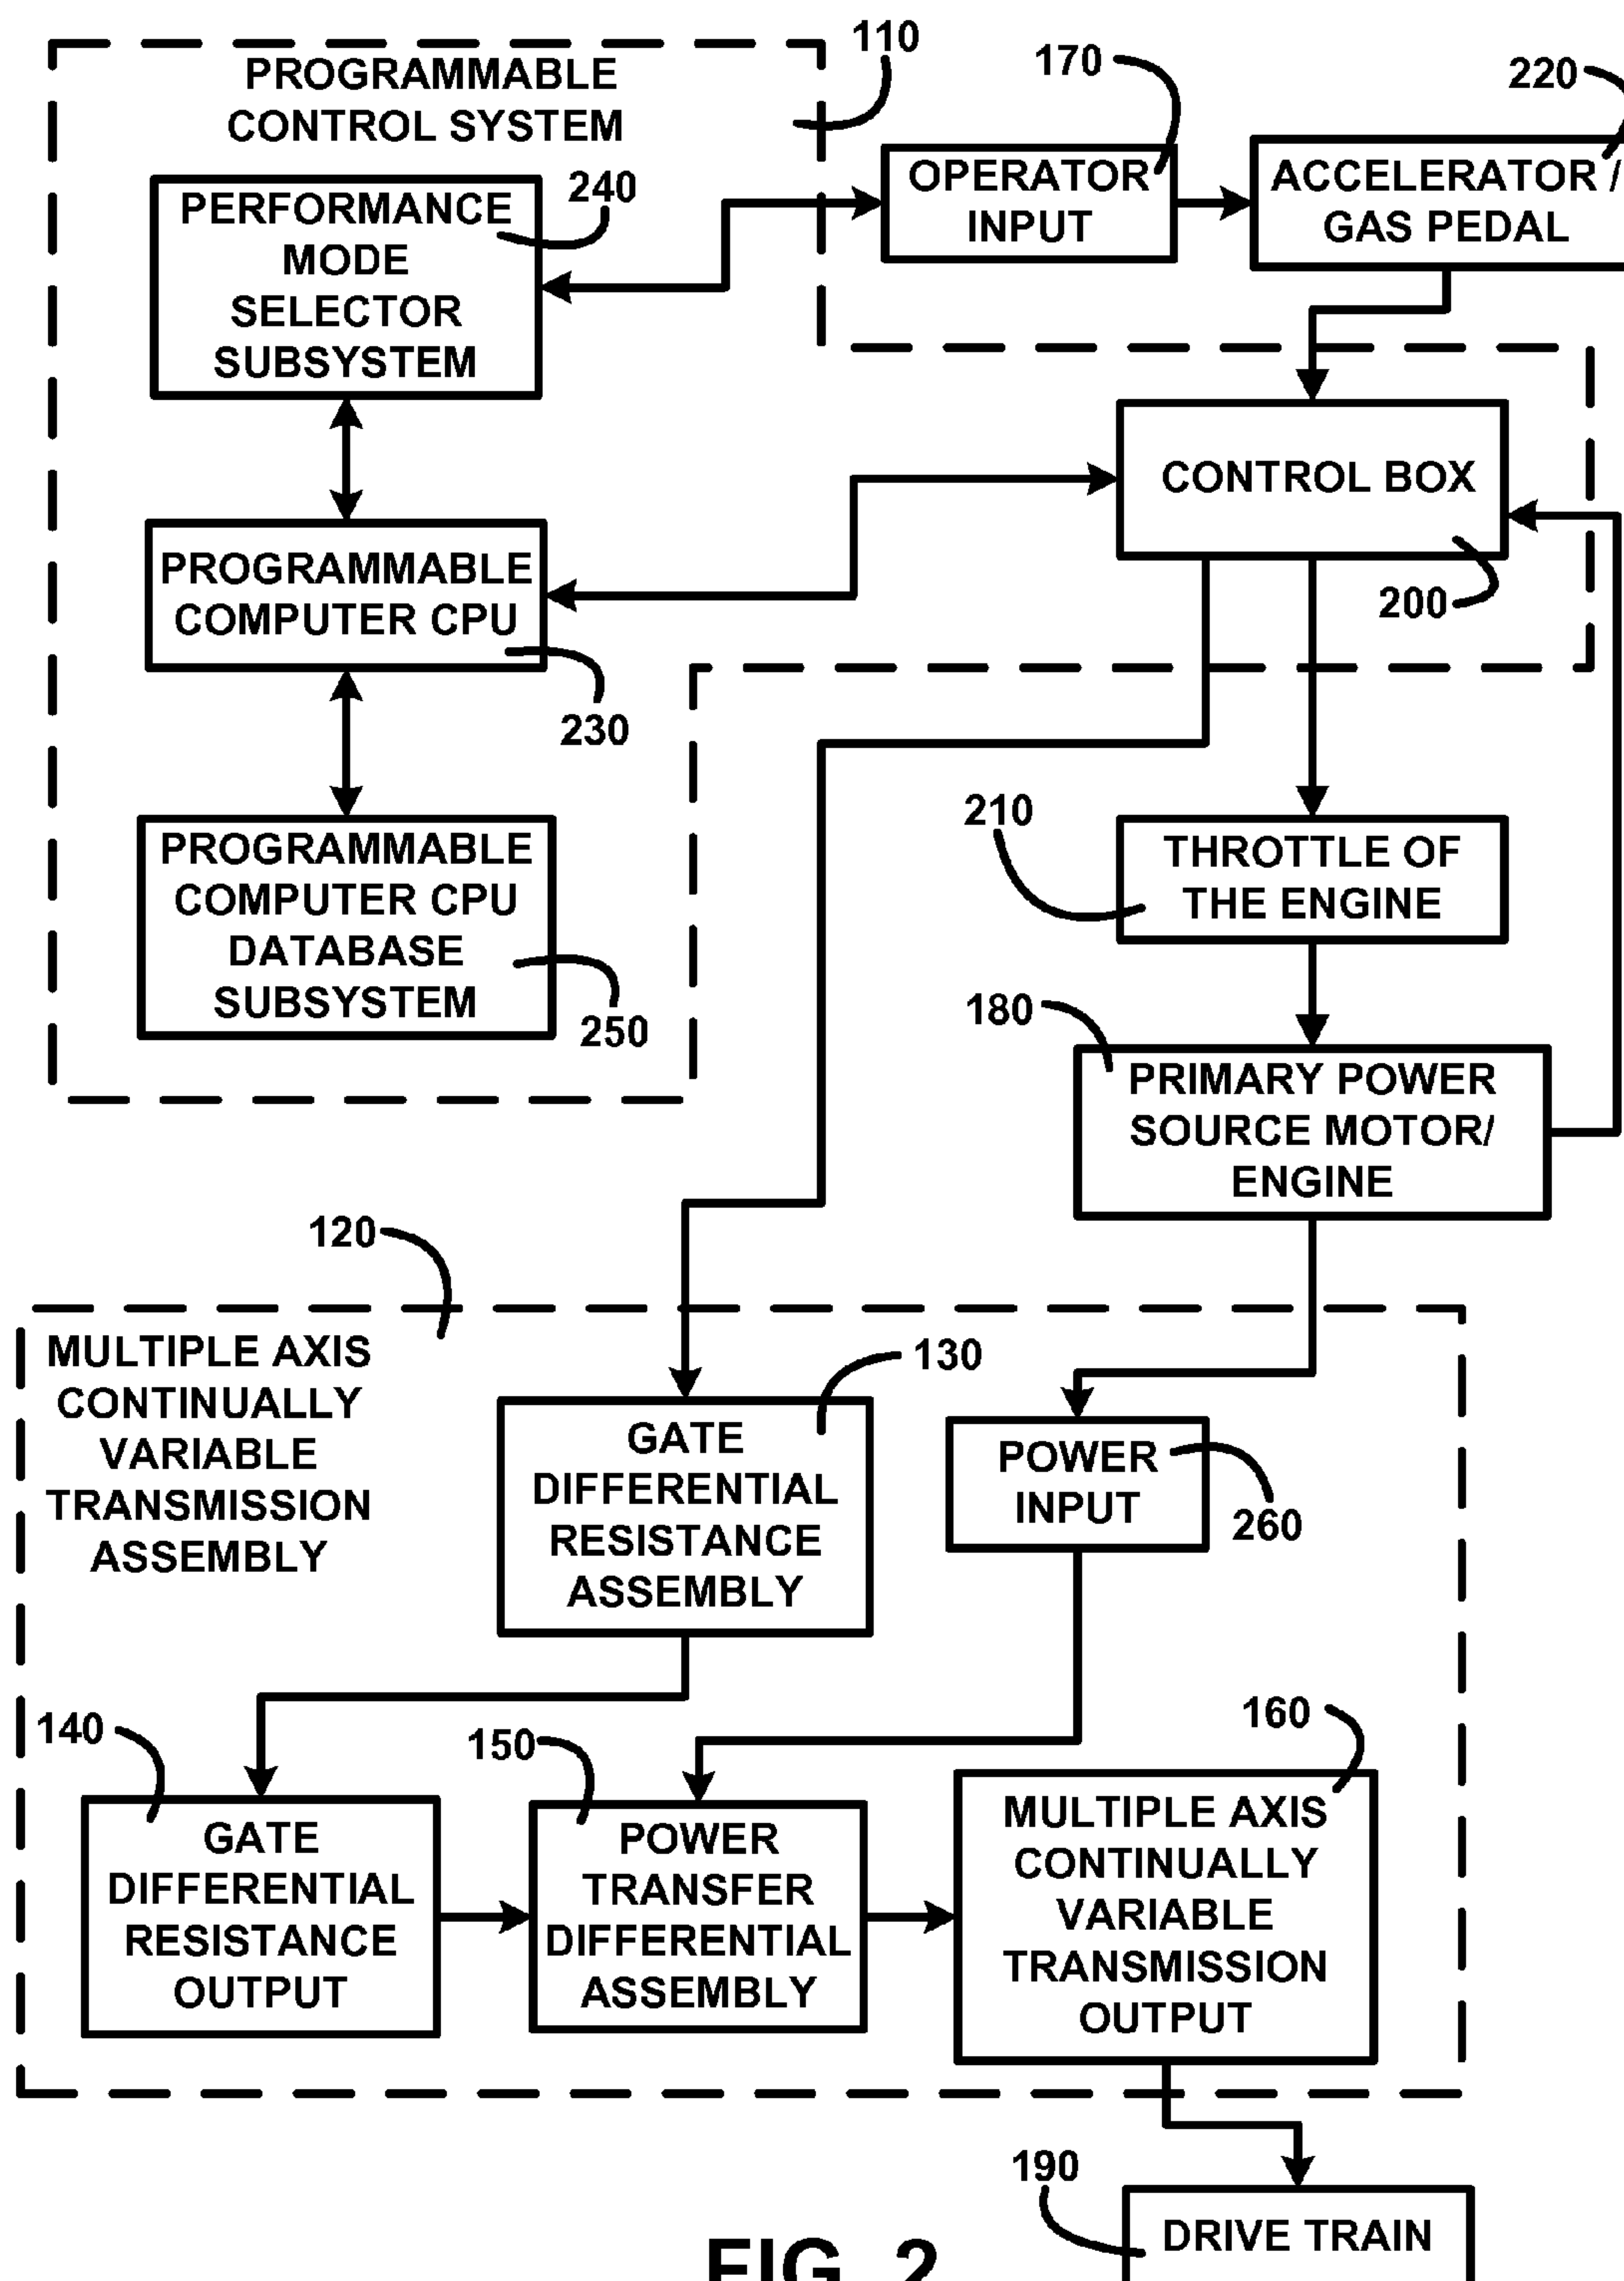 110
170
220
PROGRAMMABLE
CONTROL SYSTEM
240
PERFORMANCE
MODE
SELECTOR
SUBSYSTEM
OPERATOR
INPUT
ACCELERATOR/
GAS PEDAL
CONTROL BOX
200
PROGRAMMABLE
COMPUTER CPU
230
PROGRAMMABLE
COMPUTER CPU
DATABASE
SUBSYSTEM
250
210
THROTTLE OF
THE ENGINE
180
PRIMARY POWER
SOURCE MOTOR/
ENGINE
120
MULTIPLE AXIS
CONTINUALLY
VARIABLE
TRANSMISSION
ASSEMBLY
130
GATE
DIFFERENTIAL
RESISTANCE
ASSEMBLY
POWER
INPUT
260
140
GATE
DIFFERENTIAL
RESISTANCE
OUTPUT
150
POWER
TRANSFER
DIFFERENTIAL
ASSEMBLY
160
MULTIPLE AXIS
CONTINUALLY
VARIABLE
TRANSMISSION
OUTPUT
190
DRIVE TRAIN
FIG. 2